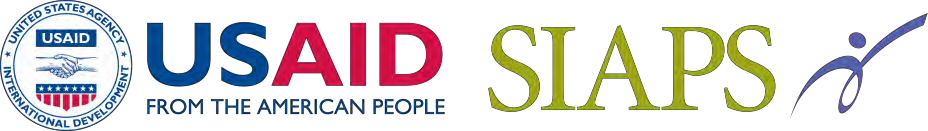 UNITED STATES AGENCY
USAID
INTERNATIONAL DEVELOPMENT
USAID
FROM THE AMERICAN PEOPLE
SIAPS